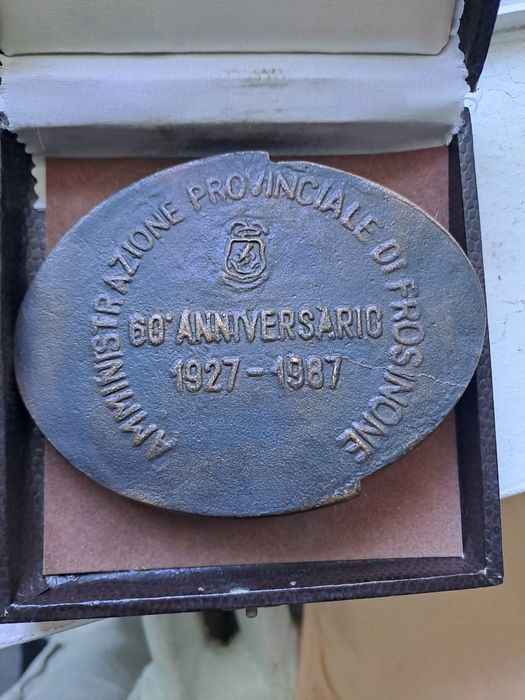 AMMINISTRAZIONE PROVINCIALE DI FROSINONE
60° ANNIVERSARIO
1927-1987